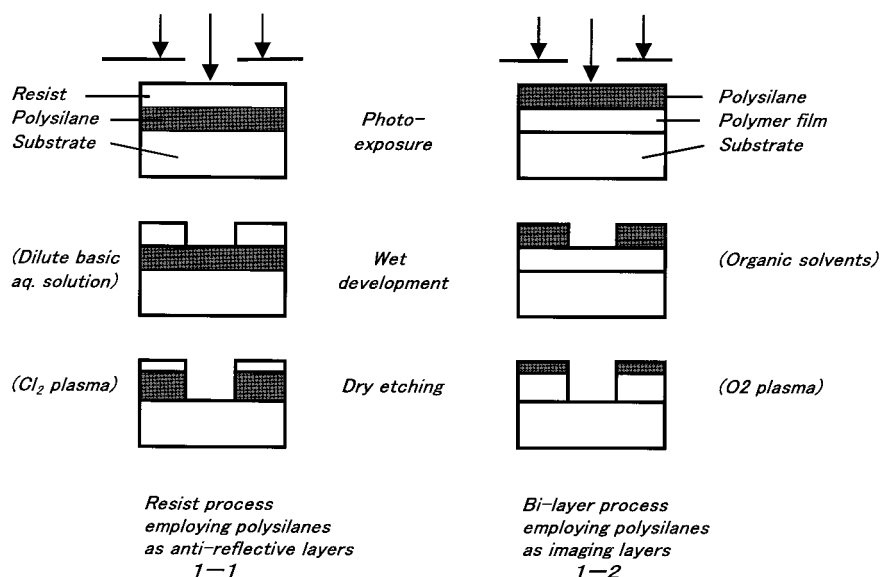 Resist
Polysilane
Substrate
Photo-
exposure
Polysilane
Polymer film
Substrate
(Dilute basic
aq. solution)
Wet
development
(Organic solvents)
(Cl₂ plasma)
Dry etching
(O2 plasma)
Resist process
employing polysilanes
as anti-reflective layers
1－1
Bi-layer process
employing polysilanes
as imaging layers
1－2